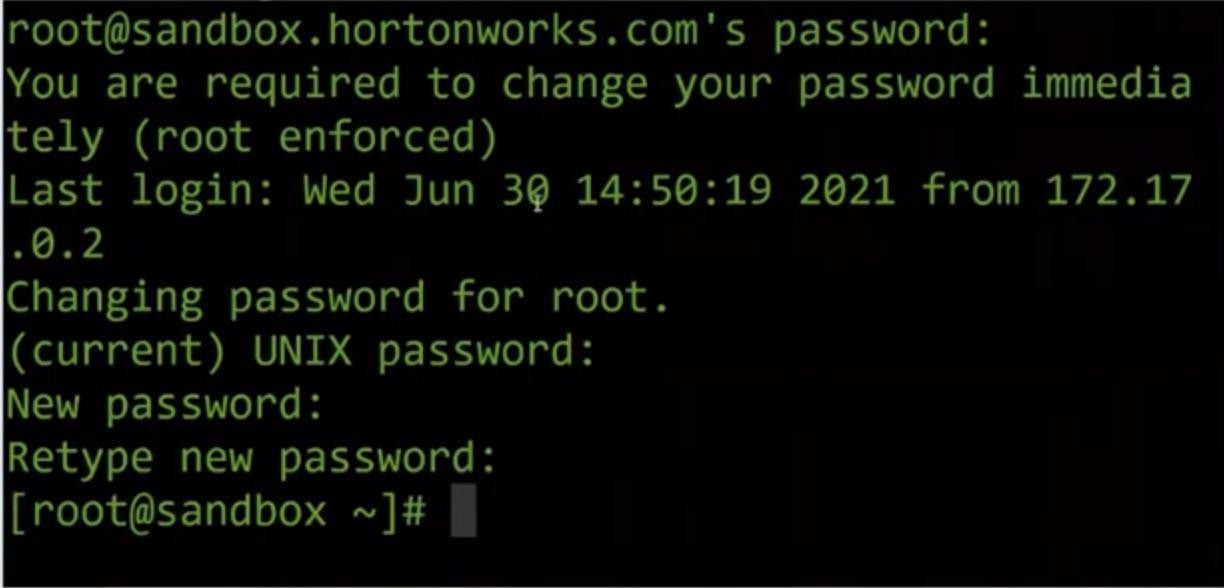 root@sandbox.hortonworks.com's password:
You are required to change your password immedia
tely (root enforced)
Last login: Wed Jun 30 14:50:19 2021 from 172.17
.0.2
Changing password for root.
(current) UNIX password:
New password:
Retype new password:
[root@sandbox ~]#